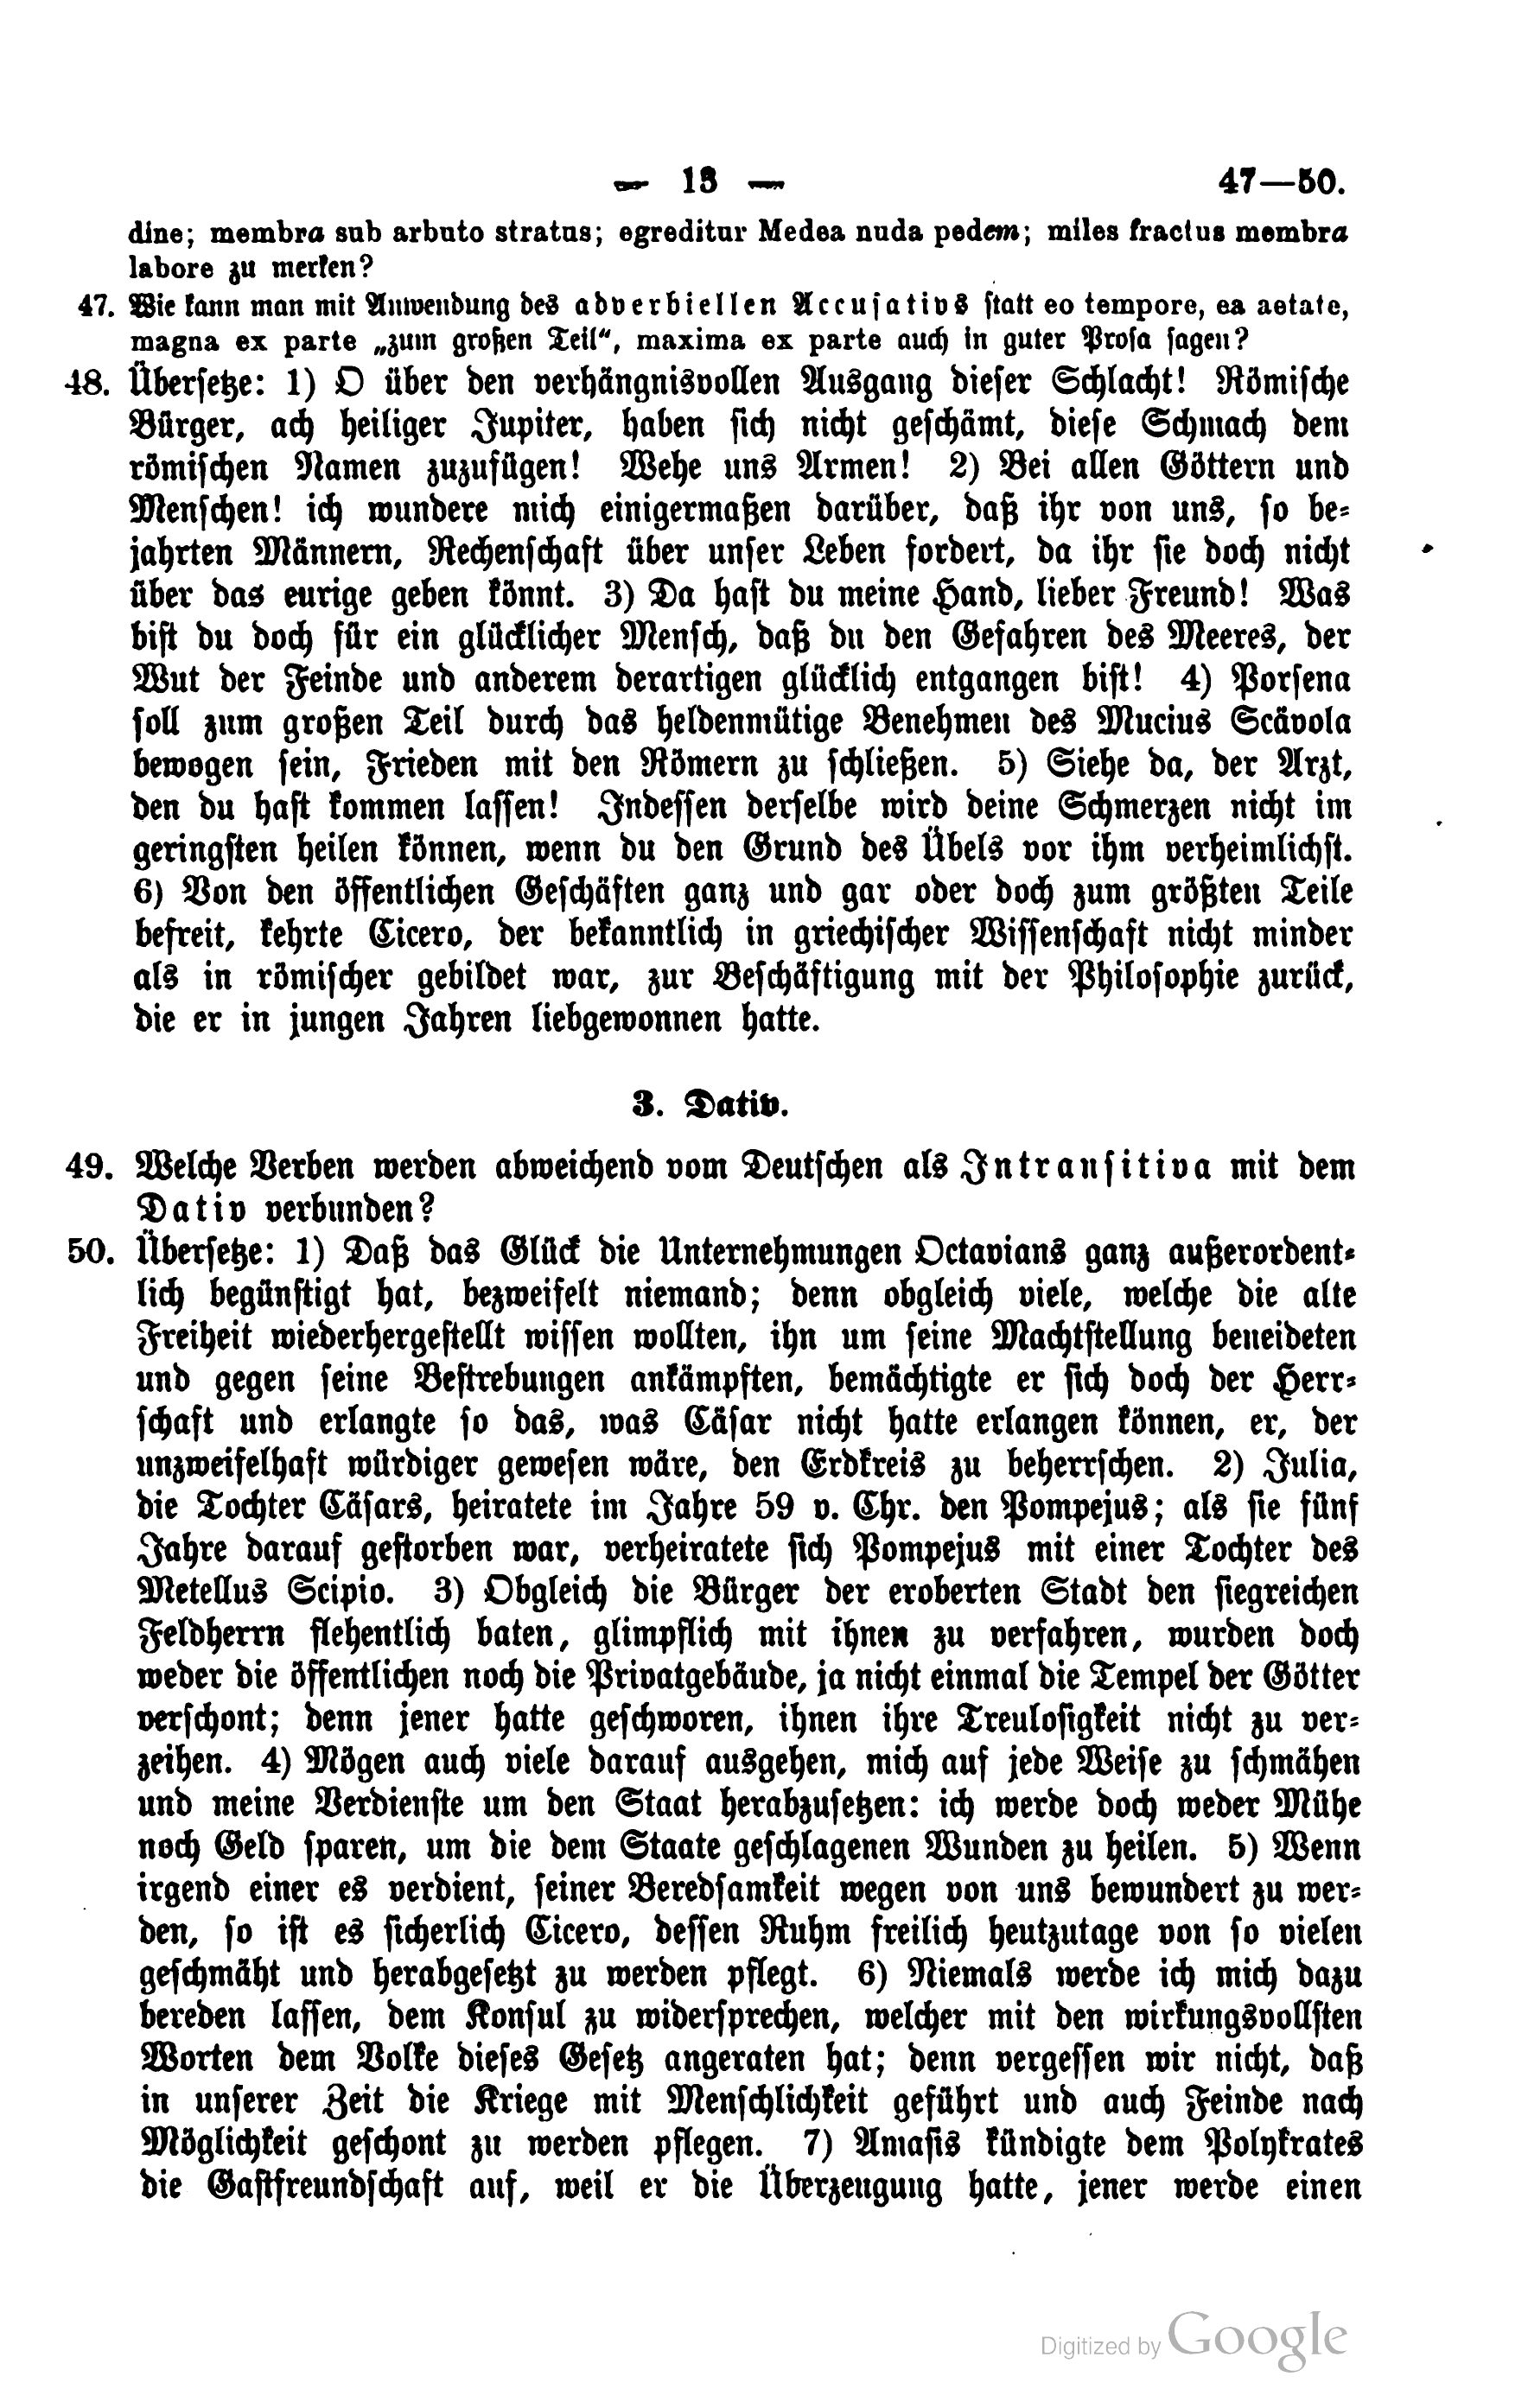 — 13 — 47—50.
dine; membra sub arbuto stratus; egreditur Medea nuda pedem; miles fractus membra
labore zu merken?
47. Wie kann man mit Anwendung des adverbiellen Accusativs statt eo tempore, ea aetate,
magna ex parte „zum großen Teil“, maxima ex parte auch in guter Prosa sagen?
48. Übersetze: 1) O über den verhängnisvollen Ausgang dieser Schlacht! Römische
Bürger, ach heiliger Jupiter, haben sich nicht geschämt, diese Schmach dem
römischen Namen zuzufügen! Wehe uns Armen! 2) Bei allen Göttern und
Menschen! ich wundere mich einigermaßen darüber, daß ihr von uns, so be-
jahrten Männern, Rechenschaft über unser Leben fordert, da ihr sie doch nicht
über das eurige geben könnt. 3) Da hast du meine Hand, lieber Freund! Was
bist du doch für ein glücklicher Mensch, daß du den Gefahren des Meeres, der
Wut der Feinde und anderem derartigen glücklich entgangen bist! 4) Porsena
soll zum großen Teil durch das heldenmütige Benehmen des Mucius Scävola
bewogen sein, Frieden mit den Römern zu schließen. 5) Siehe da, der Arzt,
den du hast kommen lassen! Indessen derselbe wird deine Schmerzen nicht im
geringsten heilen können, wenn du den Grund des Übels vor ihm verheimlichst.
6) Von den öffentlichen Geschäften ganz und gar oder doch zum größten Teile
befreit, kehrte Cicero, der bekanntlich in griechischer Wissenschaft nicht minder
als in römischer gebildet war, zur Beschäftigung mit der Philosophie zurück,
die er in jungen Jahren liebgewonnen hatte.
3. Dativ.
49. Welche Verben werden abweichend vom Deutschen als Intransitiva mit dem
Dativ verbunden?
50. Übersetze: 1) Daß das Glück die Unternehmungen Octavians ganz außerordent-
lich begünstigt hat, bezweifelt niemand; denn obgleich viele, welche die alte
Freiheit wiederhergestellt wissen wollten, ihn um seine Machtstellung beneideten
und gegen seine Bestrebungen ankämpften, bemächtigte er sich doch der Herr-
schaft und erlangte so das, was Cäsar nicht hatte erlangen können, er, der
unzweifelhaft würdiger gewesen wäre, den Erdkreis zu beherrschen. 2) Julia,
die Tochter Cäsars, heiratete im Jahre 59 v. Chr. den Pompejus; als sie fünf
Jahre darauf gestorben war, verheiratete sich Pompejus mit einer Tochter des
Metellus Scipio. 3) Obgleich die Bürger der eroberten Stadt den siegreichen
Feldherrn flehentlich baten, glimpflich mit ihnen zu verfahren, wurden doch
weder die öffentlichen noch die Privatgebäude, ja nicht einmal die Tempel der Götter
verschont; denn jener hatte geschworen, ihnen ihre Treulosigkeit nicht zu ver-
zeihen. 4) Mögen auch viele darauf ausgehen, mich auf jede Weise zu schmähen
und meine Verdienste um den Staat herabzusetzen: ich werde doch weder Mühe
noch Geld sparen, um die dem Staate geschlagenen Wunden zu heilen. 5) Wenn
irgend einer es verdient, seiner Beredsamkeit wegen von uns bewundert zu wer-
den, so ist es sicherlich Cicero, dessen Ruhm freilich heutzutage von so vielen
geschmäht und herabgesetzt zu werden pflegt. 6) Niemals werde ich mich dazu
bereden lassen, dem Konsul zu widersprechen, welcher mit den wirkungsvollsten
Worten dem Volke dieses Gesetz angeraten hat; denn vergessen wir nicht, daß
in unserer Zeit die Kriege mit Menschlichkeit geführt und auch Feinde nach
Möglichkeit geschont zu werden pflegen. 7) Amasis kündigte dem Polykrates
die Gastfreundschaft auf, weil er die Überzeugung hatte, jener werde einen
Digitized by Google